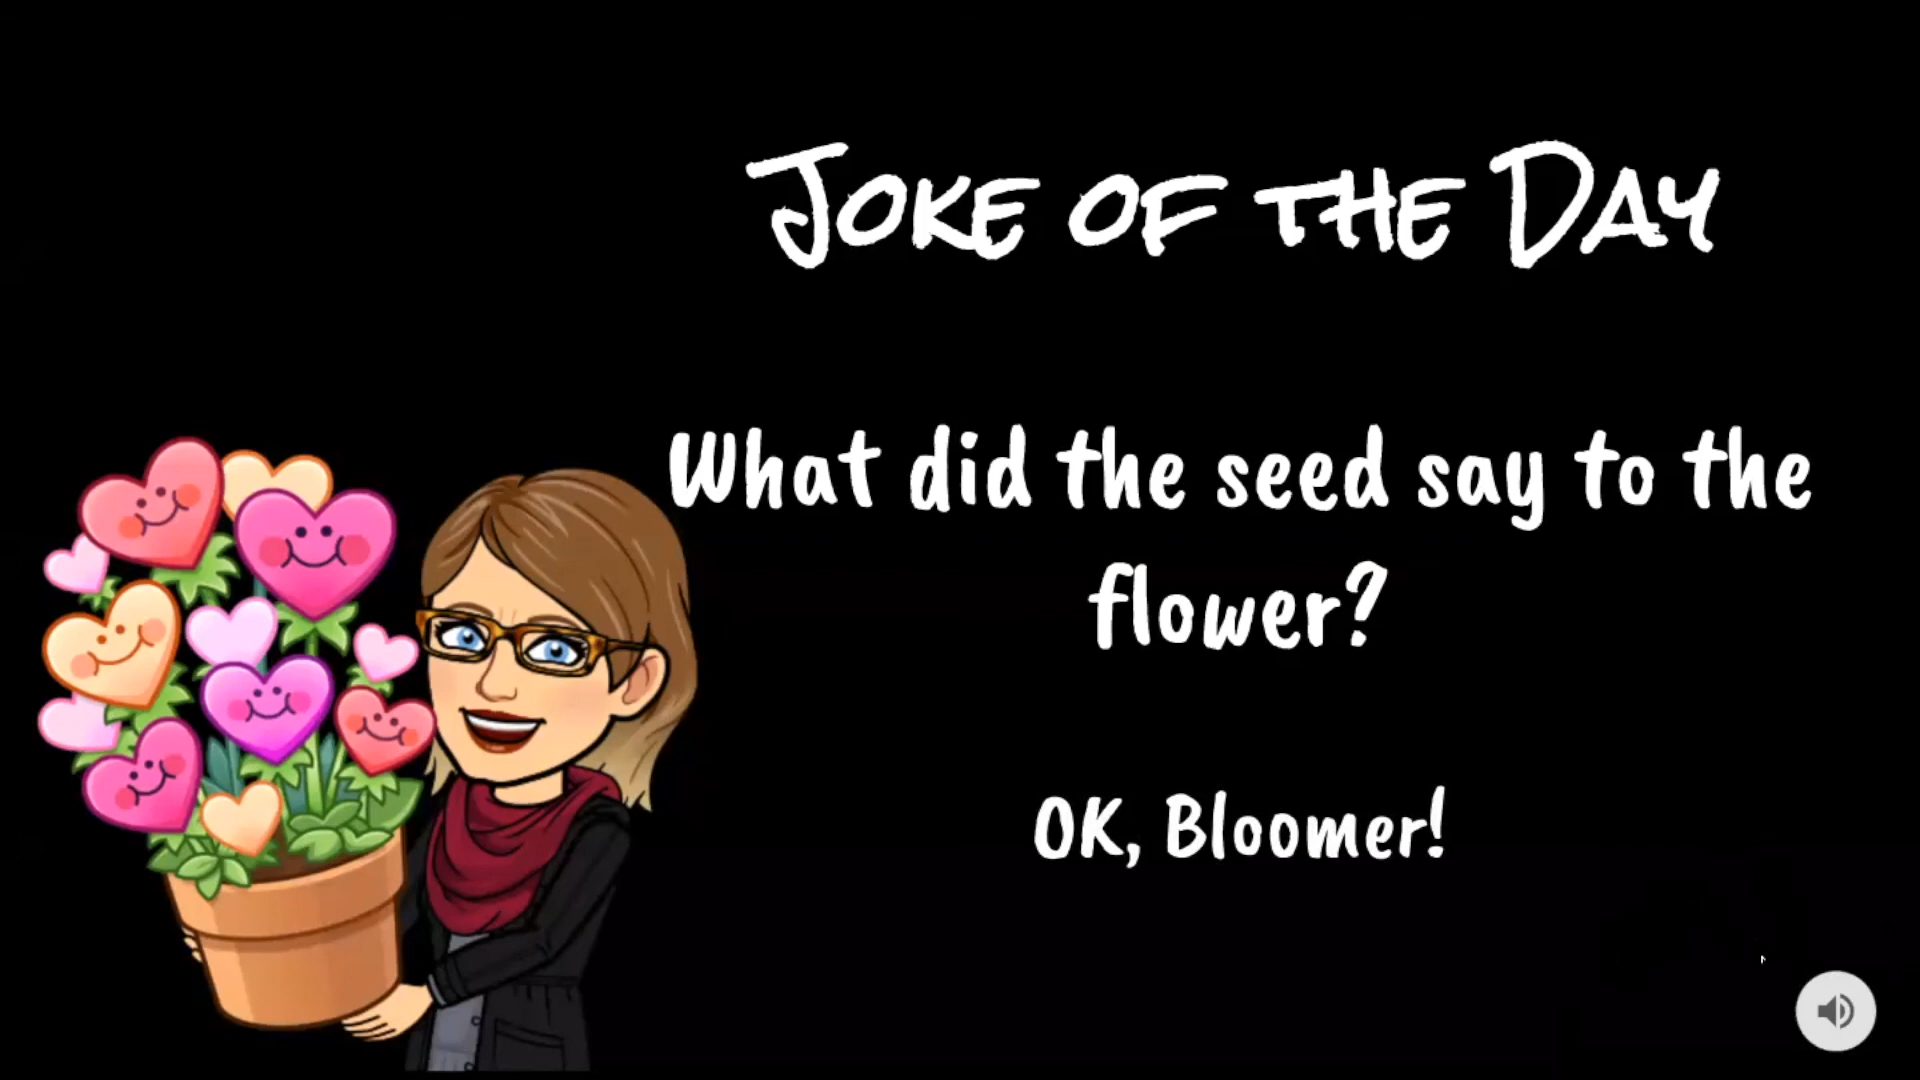 Joke of the Day
What did the seed say to the
flower?
OK, Bloomer!